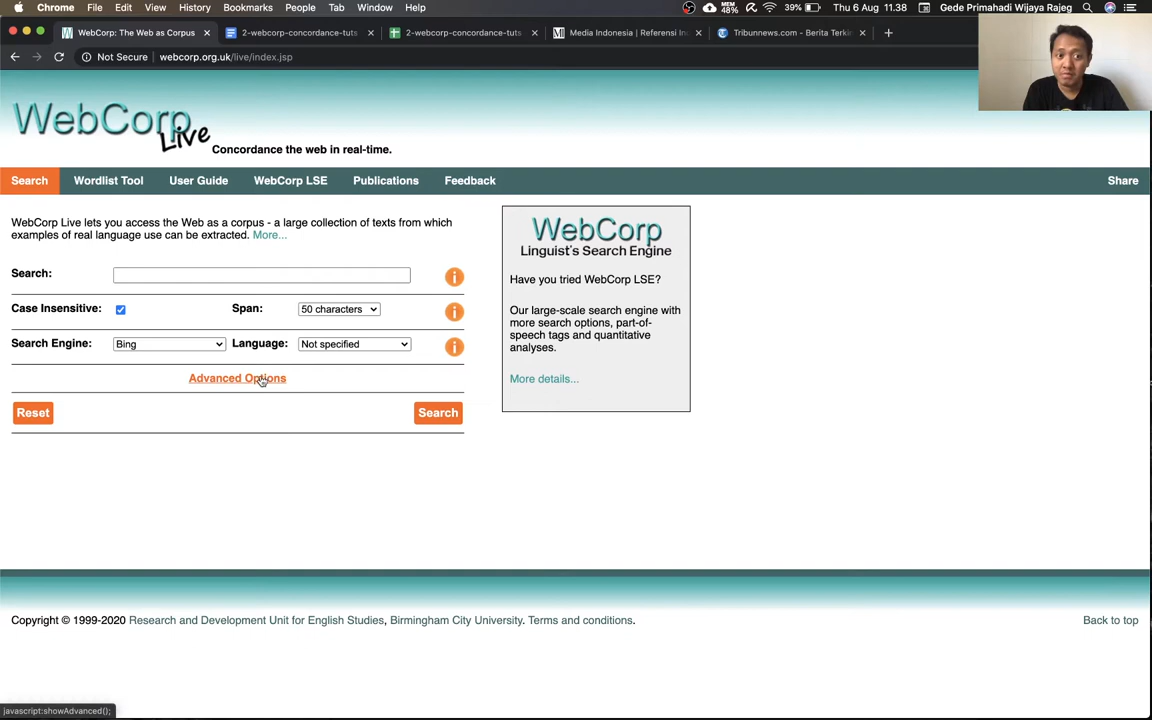 Chrome File Edit View History Bookmarks People Tab Window Help MEM 48% 39% Thu 6 Aug 11.38 Gede Primahadi Wijaya Rajeg
WebCorp: The Web as Corpus 2-webcorp-concordance-tuts 2-webcorp-concordance-tuts Media Indonesia | Referensi In Tribunnews.com - Berita Terkin
Not Secure webcorp.org.uk/live/index.jsp
WebCorp Live
Concordance the web in real-time.
Search Wordlist Tool User Guide WebCorp LSE Publications Feedback Share
WebCorp Live lets you access the Web as a corpus - a large collection of texts from which
examples of real language use can be extracted. More...
Search:
Case Insensitive: Span: 50 characters
Search Engine: Bing Language: Not specified
Advanced Options
Reset Search
WebCorp
Linguist's Search Engine
Have you tried WebCorp LSE?
Our large-scale search engine with
more search options, part-of-
speech tags and quantitative
analyses.
More details...
Copyright © 1999-2020 Research and Development Unit for English Studies, Birmingham City University. Terms and conditions. Back to top
javascript:showAdvanced();